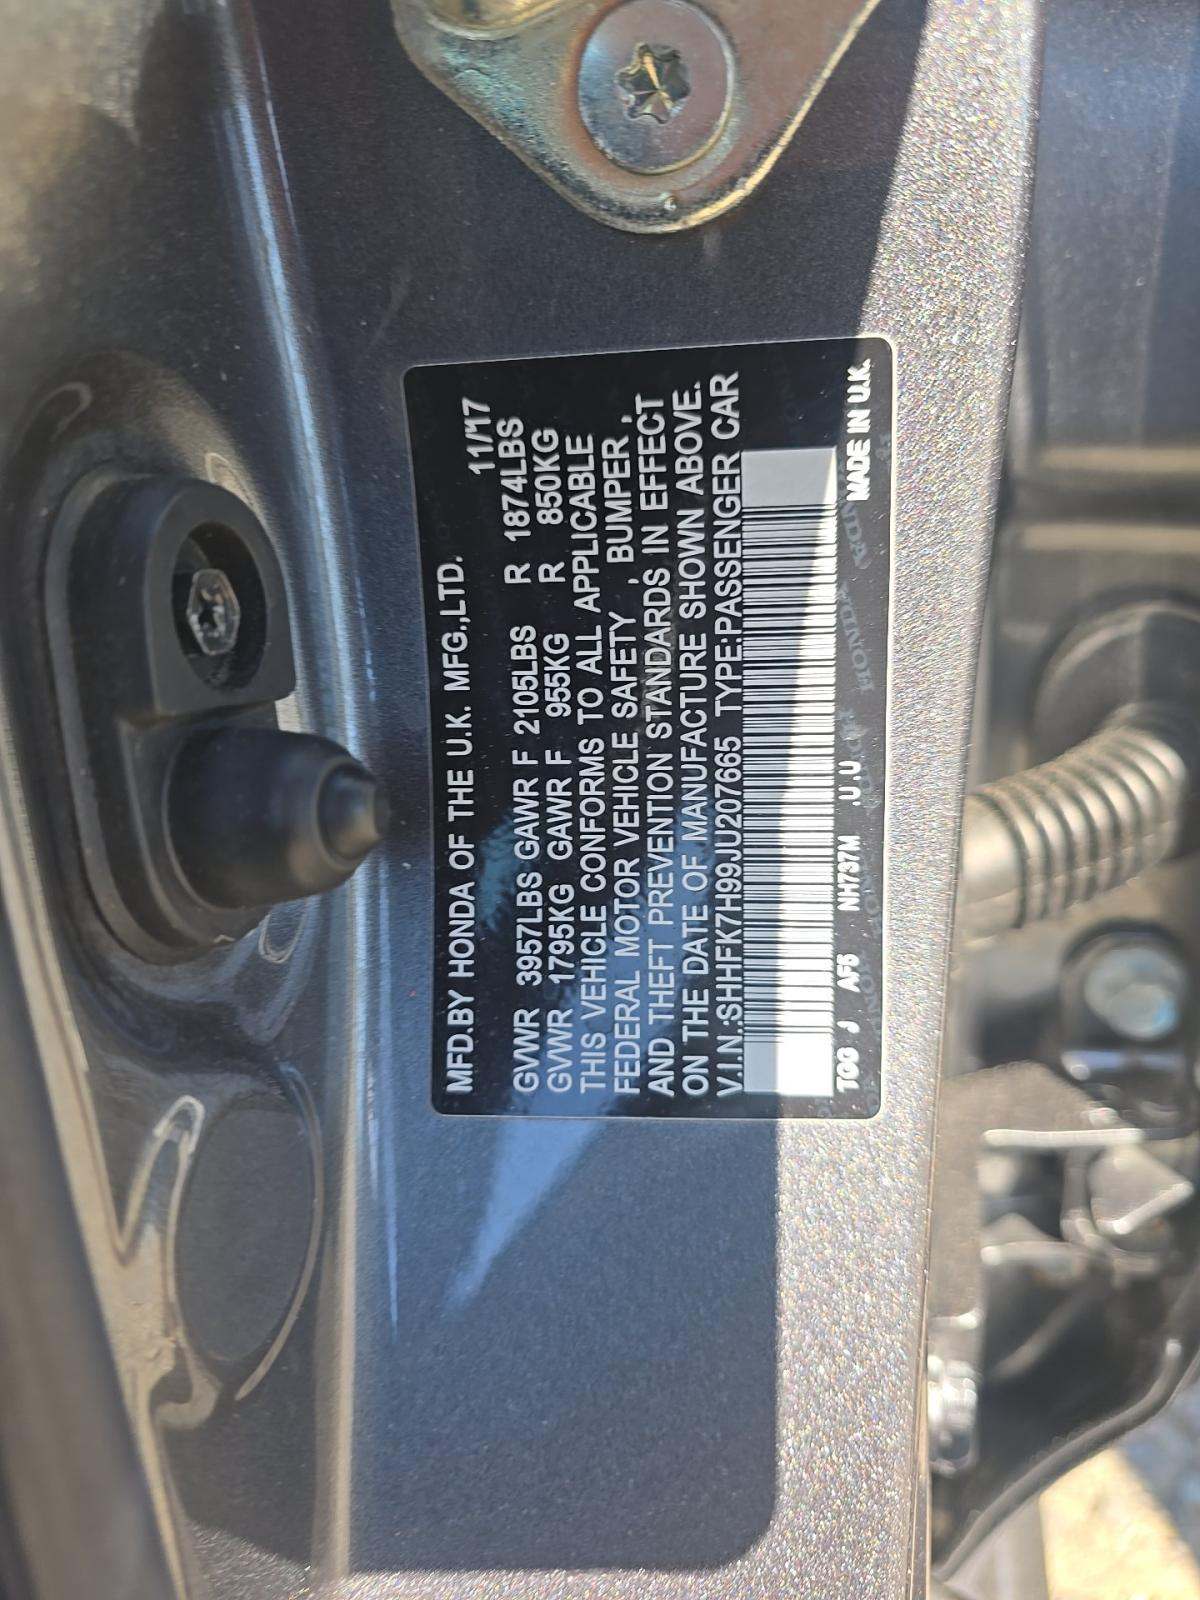 MFD.BY HONDA OF THE U.K. MFG.,LTD. 11/'17
GVWR 3957LBS GAWR F 2105LBS R 1874LBS
GVWR 1795KG GAWR F 955KG R 850KG
THIS VEHICLE CONFORMS TO ALL APPLICABLE
FEDERAL MOTOR VEHICLE SAFETY , BUMPER ,
AND THEFT PREVENTION STANDARDS IN EFFECT
ON THE DATE OF MANUFACTURE SHOWN ABOVE.
V.I.N.:SHHFK7H99JU207665 TYPE:PASSENGER CAR
TGG J AF6 NH737M .U.U MADE IN U.K.
HONDA